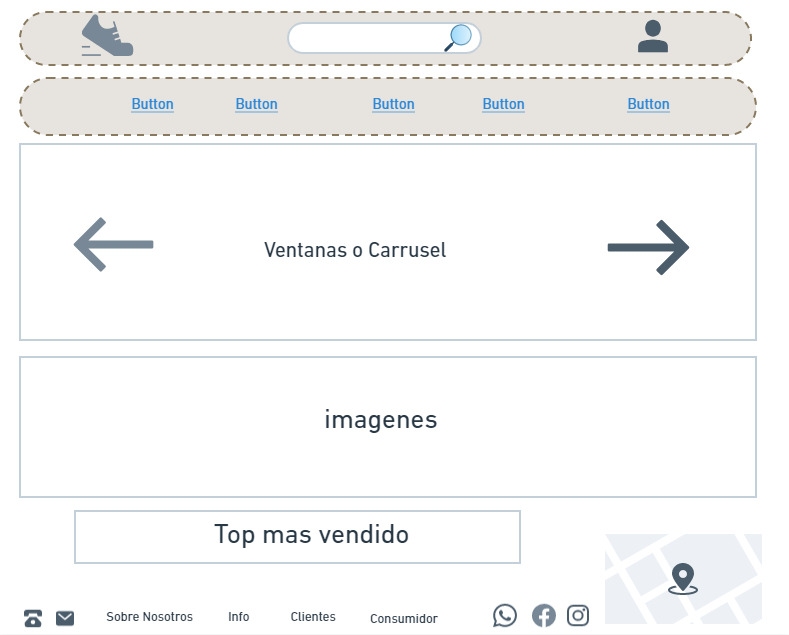 Button Button Button Button Button
Ventanas o Carrusel
imagenes
Top mas vendido
Sobre Nosotros Info Clientes Consumidor